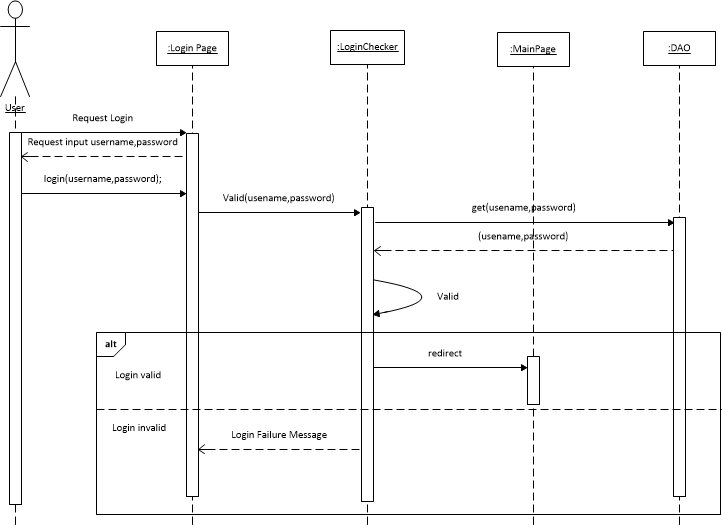 :Login Page
:LoginChecker
:MainPage
:DAO
User
Request Login
Request input username,password
login(username,password);
Valid(usename,password)
get(usename,password)
(usename,password)
Valid
alt
redirect
Login valid
Login invalid
Login Failure Message